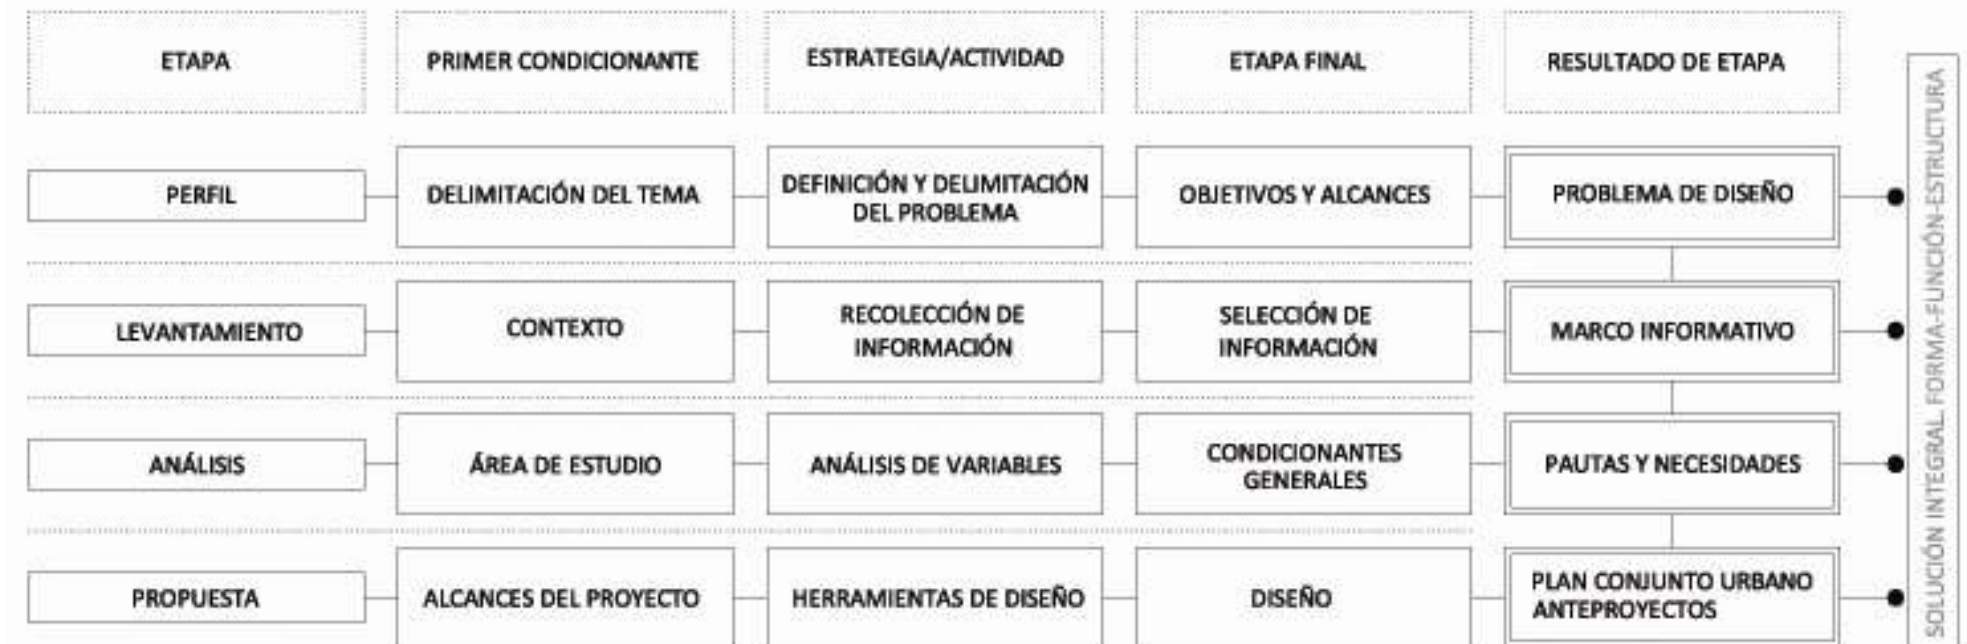 ETAPA
PRIMER CONDICIONANTE
ESTRATEGIA/ACTIVIDAD
ETAPA FINAL
RESULTADO DE ETAPA
PERFIL
DELIMITACIÓN DEL TEMA
DEFINICIÓN Y DELIMITACIÓN
DEL PROBLEMA
OBJETIVOS Y ALCANCES
PROBLEMA DE DISEÑO
LEVANTAMIENTO
CONTEXTO
RECOLECCIÓN DE
INFORMACIÓN
SELECCIÓN DE
INFORMACIÓN
MARCO INFORMATIVO
ANÁLISIS
ÁREA DE ESTUDIO
ANÁLISIS DE VARIABLES
CONDICIONANTES
GENERALES
PAUTAS Y NECESIDADES
PROPUESTA
ALCANCES DEL PROYECTO
HERRAMIENTAS DE DISEÑO
DISEÑO
PLAN CONJUNTO URBANO
ANTEPROYECTOS
SOLUCIÓN INTEGRAL. FORMA-FUNCIÓN-ESTRUCTURA